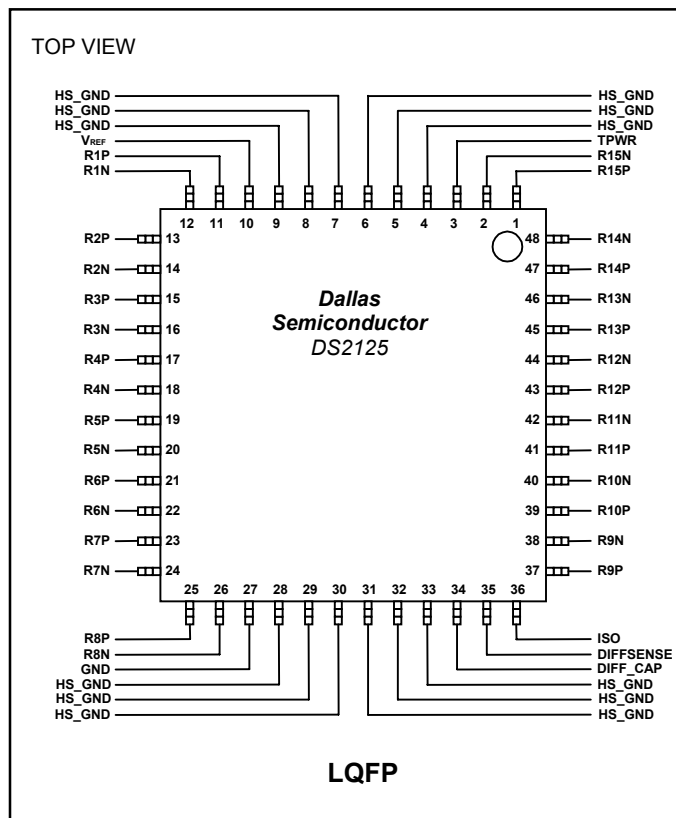 TOP VIEW
HS_GND HS_GND
HS_GND HS_GND
HS_GND HS_GND
VREF TPWR
R1P R15N
R1N R15P
12 11 10 9 8 7 6 5 4 3 2 1
R2P 13 48 R14N
R2N 14 47 R14P
R3P 15 46 R13N
R3N 16 45 R13P
R4P 17 44 R12N
R4N 18 43 R12P
R5P 19 42 R11N
R5N 20 41 R11P
R6P 21 40 R10N
R6N 22 39 R10P
R7P 23 38 R9N
R7N 24 37 R9P
Dallas
Semiconductor
DS2125
25 26 27 28 29 30 31 32 33 34 35 36
R8P ISO
R8N DIFFSENSE
GND DIFF_CAP
HS_GND HS_GND
HS_GND HS_GND
HS_GND HS_GND
LQFP